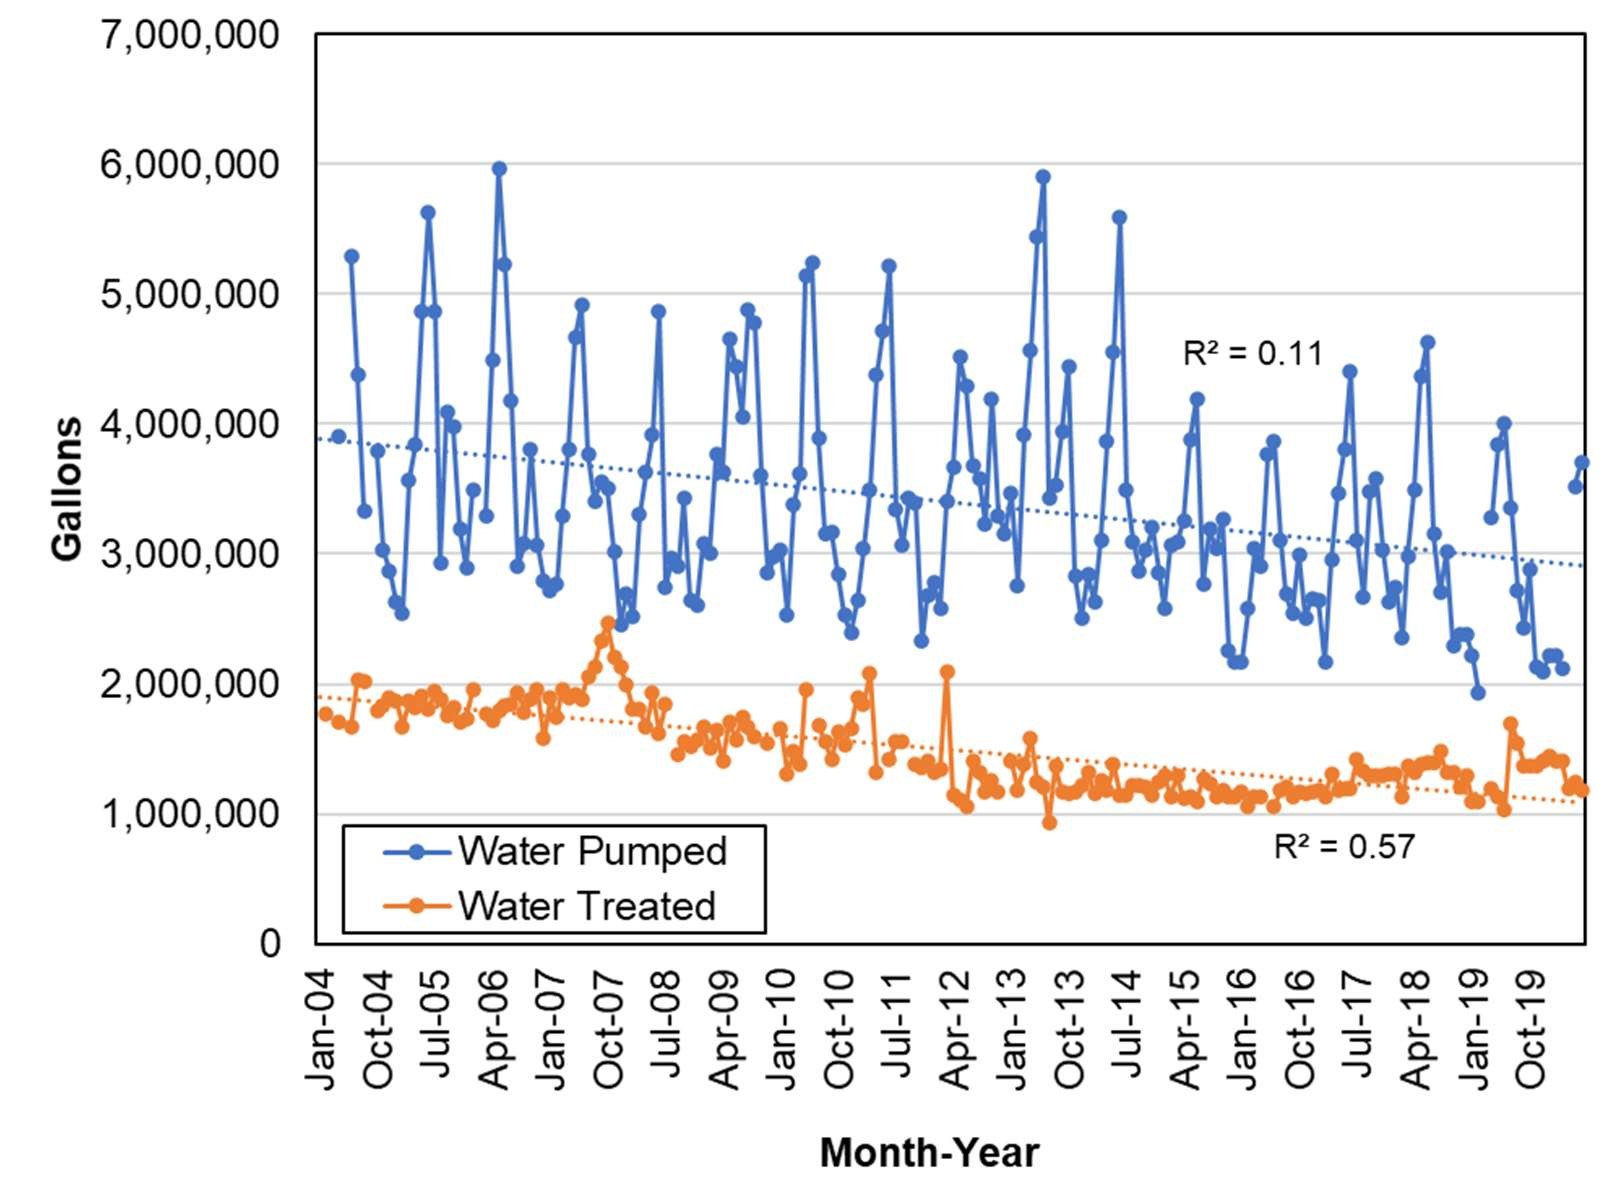 7,000,000
6,000,000
5,000,000
4,000,000
3,000,000
2,000,000
1,000,000
0
Gallons
R² = 0.11
R² = 0.57
Water Pumped
Water Treated
Jan-04
Oct-04
Jul-05
Apr-06
Jan-07
Oct-07
Jul-08
Apr-09
Jan-10
Oct-10
Jul-11
Apr-12
Jan-13
Oct-13
Jul-14
Apr-15
Jan-16
Oct-16
Jul-17
Apr-18
Jan-19
Oct-19
Month-Year